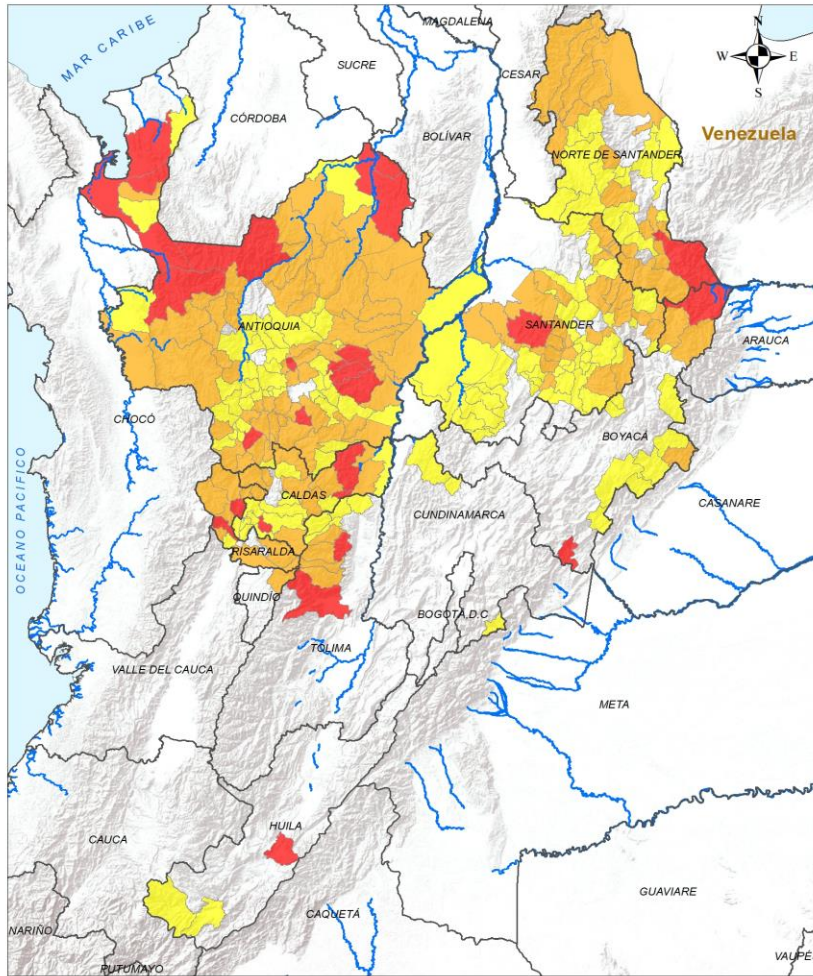 MAGDALENA
MAR CARIBE
N
W
E
S
SUCRE
CESAR
CÓRDOBA
BOLÍVAR
Venezuela
NORTE DE SANTANDER
ANTIOQUIA
SANTANDER
ARAUCA
CHOCÓ
BOYACÁ
OCEANO PACIFICO
CALDAS
CASANARE
CUNDINAMARCA
RISARALDA
QUINDÍO
BOGOTÁ, D.C
TOLIMA
VALLE DEL CAUCA
META
HUILA
CAUCA
GUAVIARE
CAQUETÁ
NARIÑO
PUTUMAYO
VAUPÉS